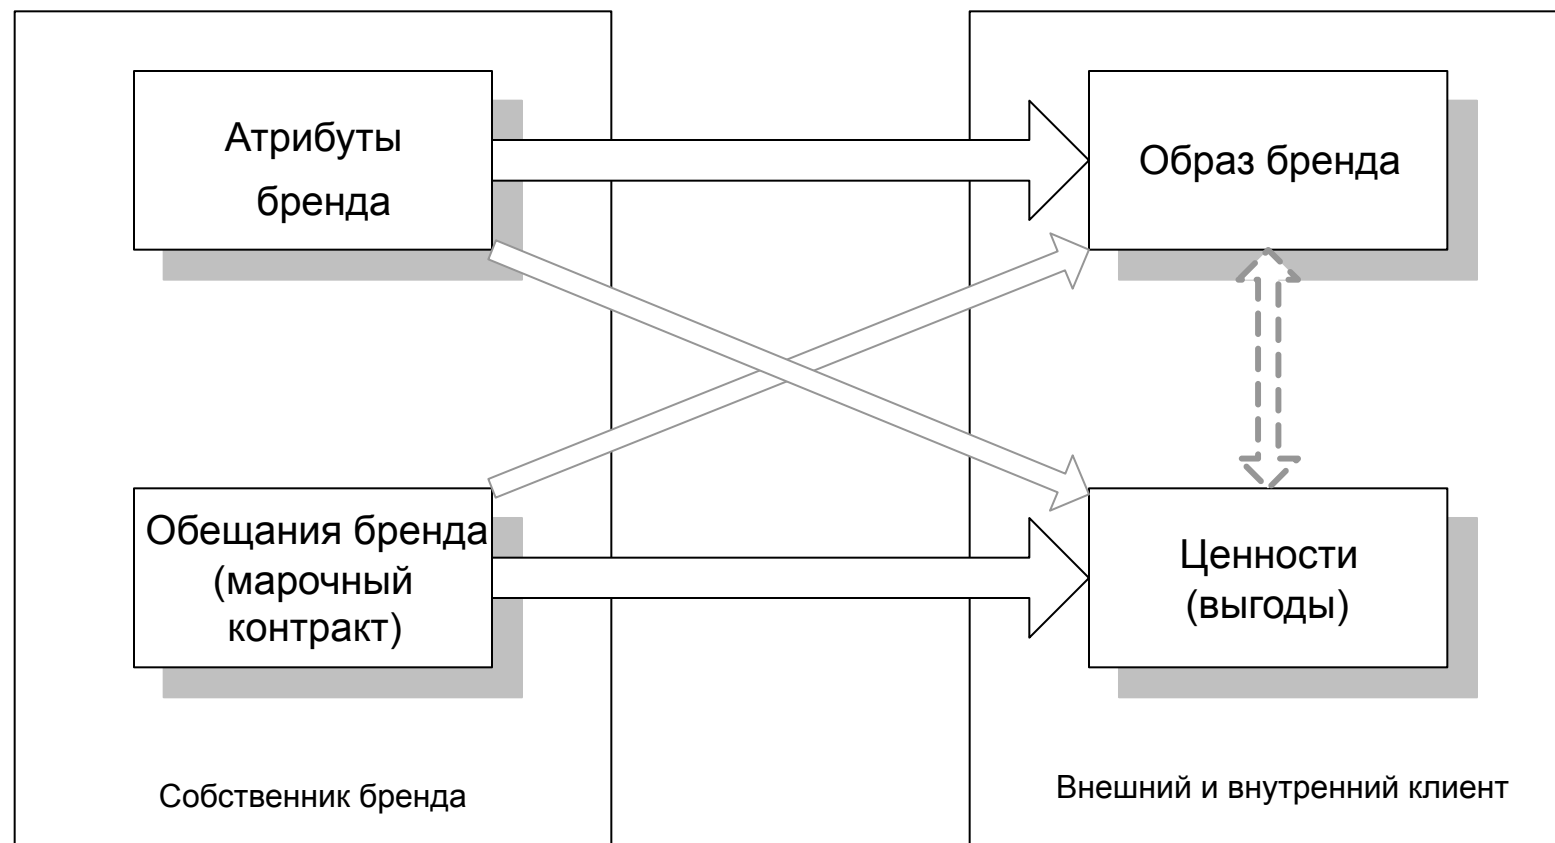 Атрибуты
бренда
Образ бренда
Обещания бренда
(марочный
контракт)
Ценности
(выгоды)
Собственник бренда
Внешний и внутренний клиент